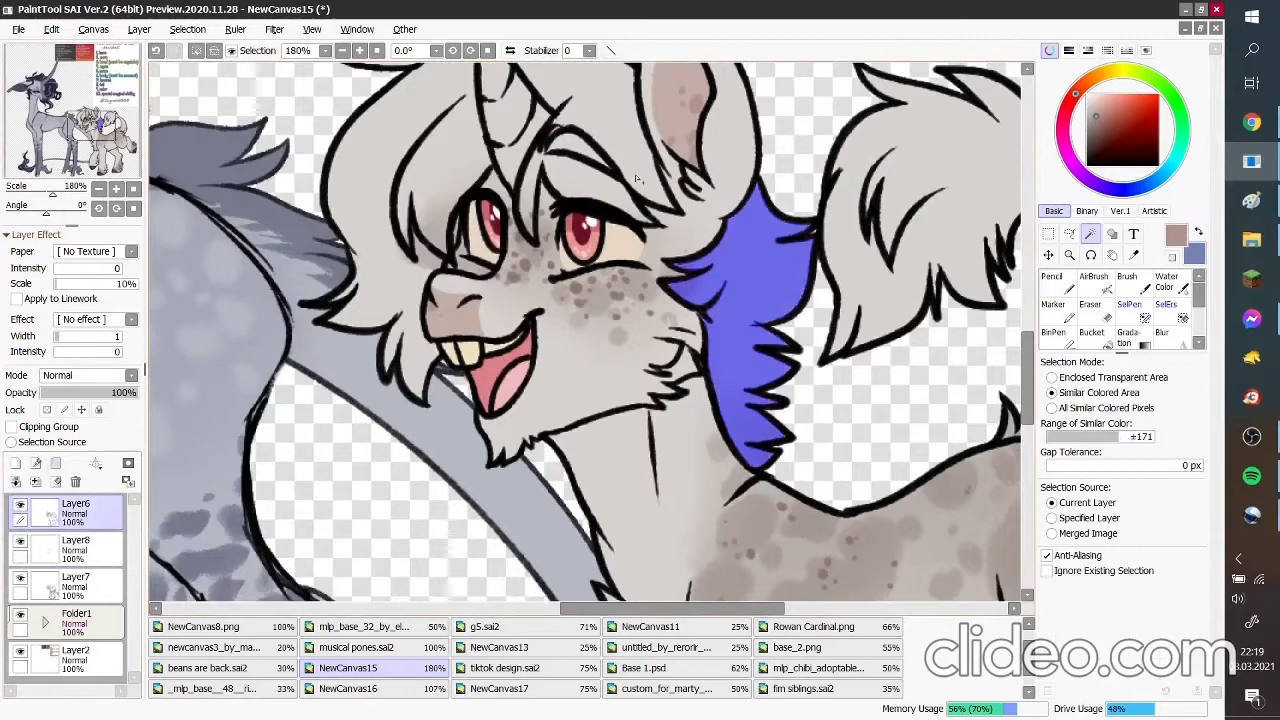 PaintTool SAI Ver.2 (64bit) Preview.2020.11.28 - NewCanvas15 (*)
File Edit Canvas Layer Selection Ruler Filter View Window Other
Selection 180% 0.0° Stabilizer 0
Scale 180%
Angle 0°
Layer Effect
Paper [ No Texture ]
Intensity 0
Scale 10%
Apply to Linework
Effect [ No effect ]
Width 1
Intensity 0
Mode Normal
Opacity 100%
Lock
Clipping Group
Selection Source
Layer6
Normal
100%
Layer8
Normal
100%
Layer7
Normal
100%
Folder1
Normal
100%
Layer2
Normal
100%
NewCanvas8.png 100% mlp_base_32_by_el... 50% g5.sai2 71% NewCanvas11 25% Rowan Cardinal.png 66%
newcanvas3_by_ma... 20% musical ponies.sai2 100% NewCanvas13 25% untitled_by_rerorir_... 25% base_2.png 55%
beans are back.sai2 30% NewCanvas15 180% tiktok design.sai2 75% Base 1.psd 62% mlp_chibi_adoptable... 50%
_mlp_base__48__ri... 33% NewCanvas16 107% NewCanvas17 75% custom_for_marty_... 50% fim siblings.sai2 35%
Basic Binary Ver.1 Artistic
T
Pencil AirBrush Brush Water Color
Marker Eraser SelPen SelErs
BinPen Bucket Grada-tion Blur
Selection Mode:
Enclosed Transparent Area
Similar Colored Area
All Similar Colored Pixels
Range of Similar Color:
±171
Gap Tolerance:
0 px
Selection Source:
Current Layer
Specified Layer
Merged Image
Anti-Aliasing
Ignore Existing Selection
Memory Usage 56% (70%) Drive Usage 48%
22:19
.03.2021
clideo.com